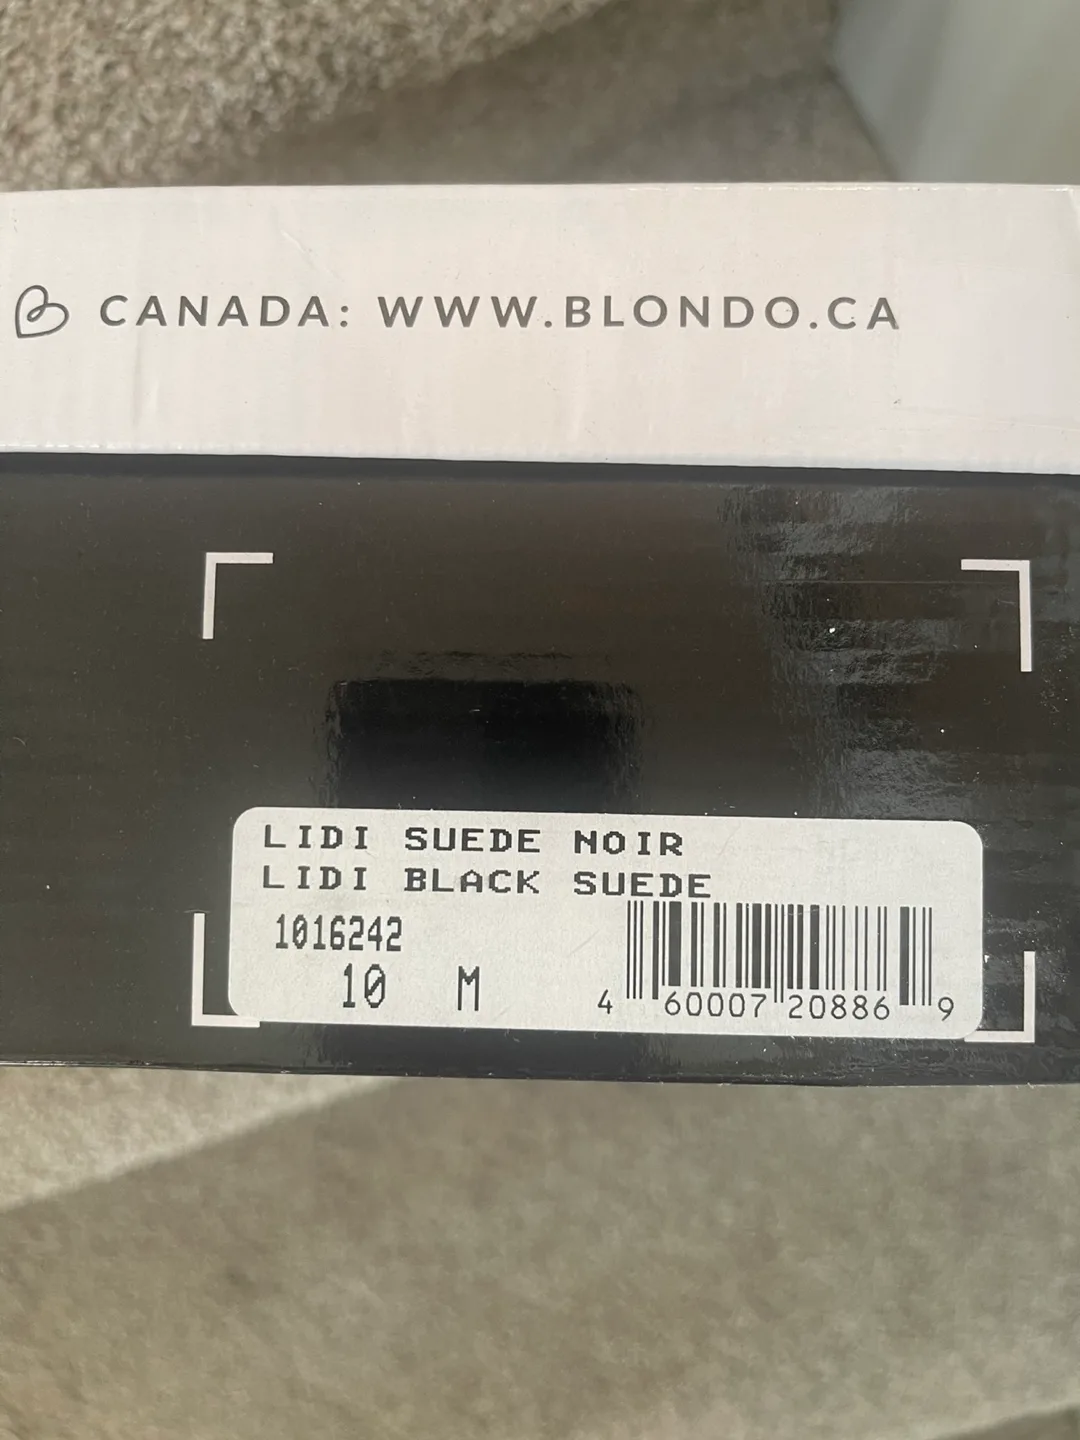 CANADA: WWW.BLONDO.CA
LIDI SUEDE NOIR
LIDI BLACK SUEDE
1016242
10 M
4 60007 20886 9